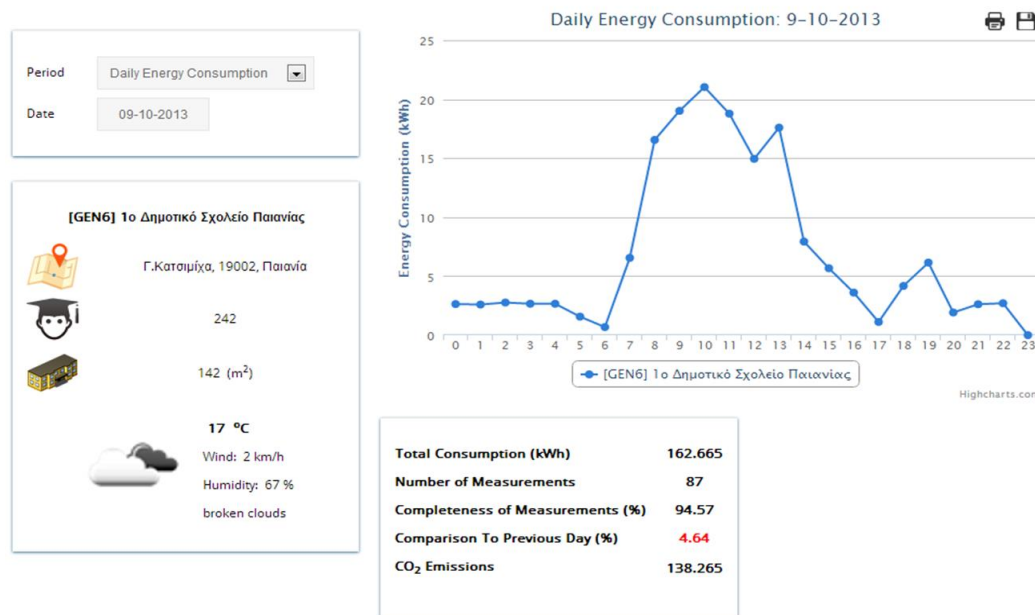 Period
Daily Energy Consumption
Date
09-10-2013
[GEN6] 1ο Δημοτικό Σχολείο Παιανίας
Γ.Κατσιμίχα, 19002, Παιανία
242
142 (m²)
17 ºC
Wind: 2 km/h
Humidity: 67 %
broken clouds
Daily Energy Consumption: 9-10-2013
Energy Consumption (kWh)
25
20
15
10
5
0
0 1 2 3 4 5 6 7 8 9 10 11 12 13 14 15 16 17 18 19 20 21 22 23
[GEN6] 1ο Δημοτικό Σχολείο Παιανίας
Highcharts.com
Total Consumption (kWh) 162.665
Number of Measurements 87
Completeness of Measurements (%) 94.57
Comparison To Previous Day (%) 4.64
CO₂ Emissions 138.265